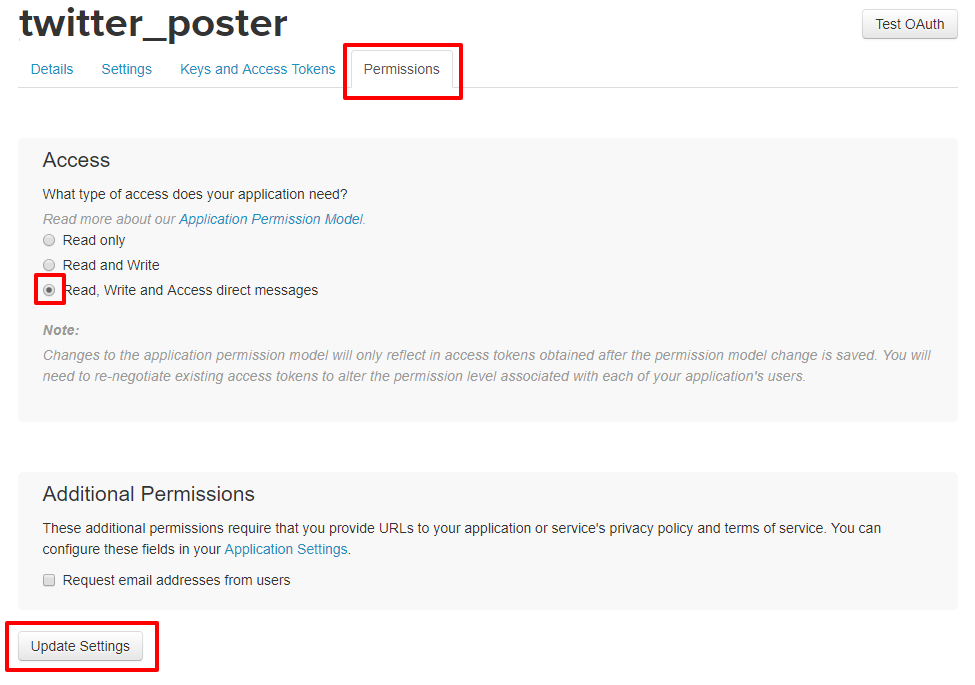 twitter_poster
Test OAuth
Details Settings Keys and Access Tokens Permissions
Access
What type of access does your application need?
Read more about our Application Permission Model.
Read only
Read and Write
Read, Write and Access direct messages
Note:
Changes to the application permission model will only reflect in access tokens obtained after the permission model change is saved. You will
need to re-negotiate existing access tokens to alter the permission level associated with each of your application's users.
Additional Permissions
These additional permissions require that you provide URLs to your application or service's privacy policy and terms of service. You can
configure these fields in your Application Settings.
Request email addresses from users
Update Settings